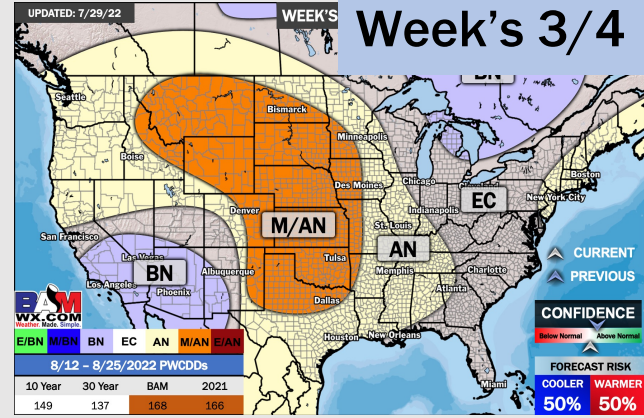 UPDATED: 7/29/22
WEEK'S
Week's 3/4
BN
Seattle
Bismarck
Minneapolis
Boise
Boston
Des Moines
Chicago
Cleveland
EC
New York City
Denver
Indianapolis
M/AN
St. Louis
San Francisco
AN
CURRENT
Las Vegas
BN
Albuquerque
Tulsa
Memphis
Charlotte
PREVIOUS
Los Angeles
Phoenix
Atlanta
BAM
WX.COM
Weather. Made. Simple.
Dallas
CONFIDENCE
Below Normal
Above Normal
Houston
New Orleans
E/BN M/BN BN EC AN M/AN E/AN
8/12 – 8/25/2022 PWCDDs
FORECAST RISK
10 Year 30 Year BAM 2021
149 137 168 166
Miami
COOLER
WARMER
50%
50%